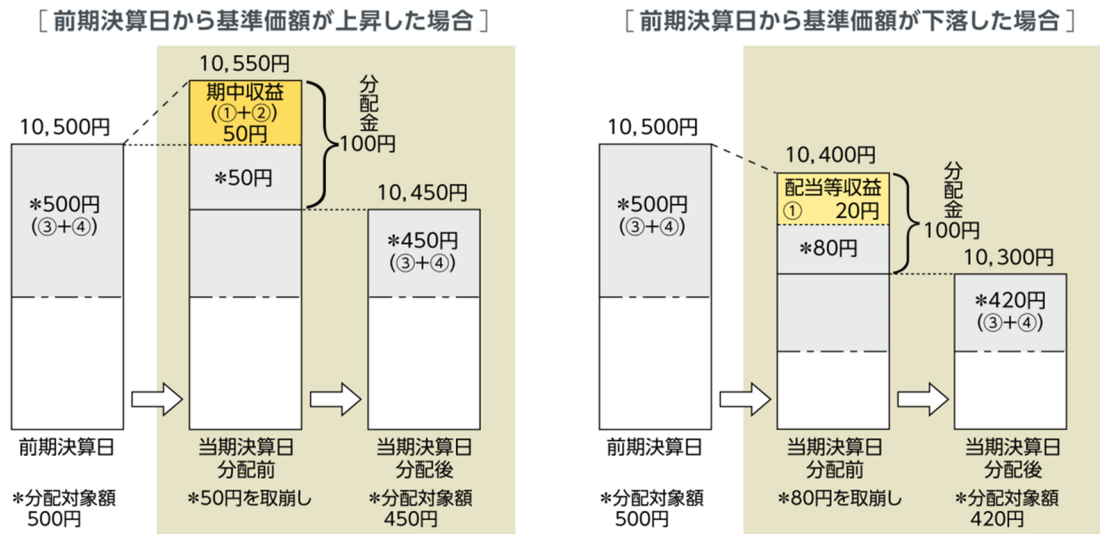 ［前期決算日から基準価額が上昇した場合］
10,550円
期中収益
(①＋②)
50円
分配金
100円
10,500円
＊50円
10,450円
＊500円
(③＋④)
＊450円
(③＋④)
前期決算日
当期決算日
分配前
当期決算日
分配後
＊分配対象額
500円
＊50円を取崩し
＊分配対象額
450円
［前期決算日から基準価額が下落した場合］
10,500円
10,400円
配当等収益
① 20円
分配金
100円
＊500円
(③＋④)
＊80円
10,300円
＊420円
(③＋④)
前期決算日
当期決算日
分配前
当期決算日
分配後
＊分配対象額
500円
＊80円を取崩し
＊分配対象額
420円